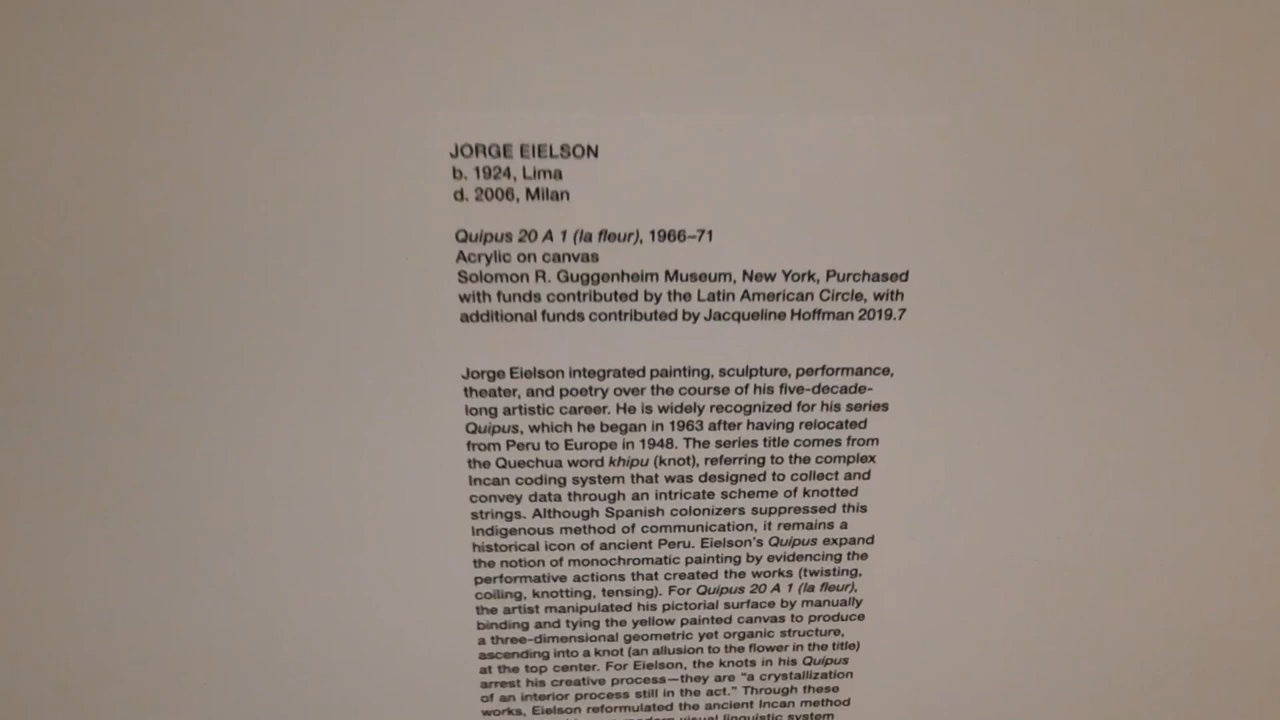 JORGE EIELSON
b. 1924, Lima
d. 2006, Milan
Quipus 20 A 1 (la fleur), 1966–71
Acrylic on canvas
Solomon R. Guggenheim Museum, New York, Purchased
with funds contributed by the Latin American Circle, with
additional funds contributed by Jacqueline Hoffman 2019.7
Jorge Eielson integrated painting, sculpture, performance,
theater, and poetry over the course of his five-decade-
long artistic career. He is widely recognized for his series
Quipus, which he began in 1963 after having relocated
from Peru to Europe in 1948. The series title comes from
the Quechua word khipu (knot), referring to the complex
Incan coding system that was designed to collect and
convey data through an intricate scheme of knotted
strings. Although Spanish colonizers suppressed this
Indigenous method of communication, it remains a
historical icon of ancient Peru. Eielson's Quipus expand
the notion of monochromatic painting by evidencing the
performative actions that created the works (twisting,
coiling, knotting, tensing). For Quipus 20 A 1 (la fleur),
the artist manipulated his pictorial surface by manually
binding and tying the yellow painted canvas to produce
a three-dimensional geometric yet organic structure,
ascending into a knot (an allusion to the flower in the title)
at the top center. For Eielson, the knots in his Quipus
arrest his creative process—they are “a crystallization
of an interior process still in the act.” Through these
works, Eielson reformulated the ancient Incan method
visual linguistic system